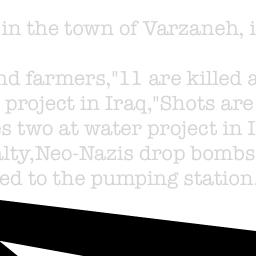 in the town of Varzaneh, i
nd farmers,"11 are killed a
project in Iraq,"Shots are
s two at water project in I
alty,Neo-Nazis drop bombs
ed to the pumping station.